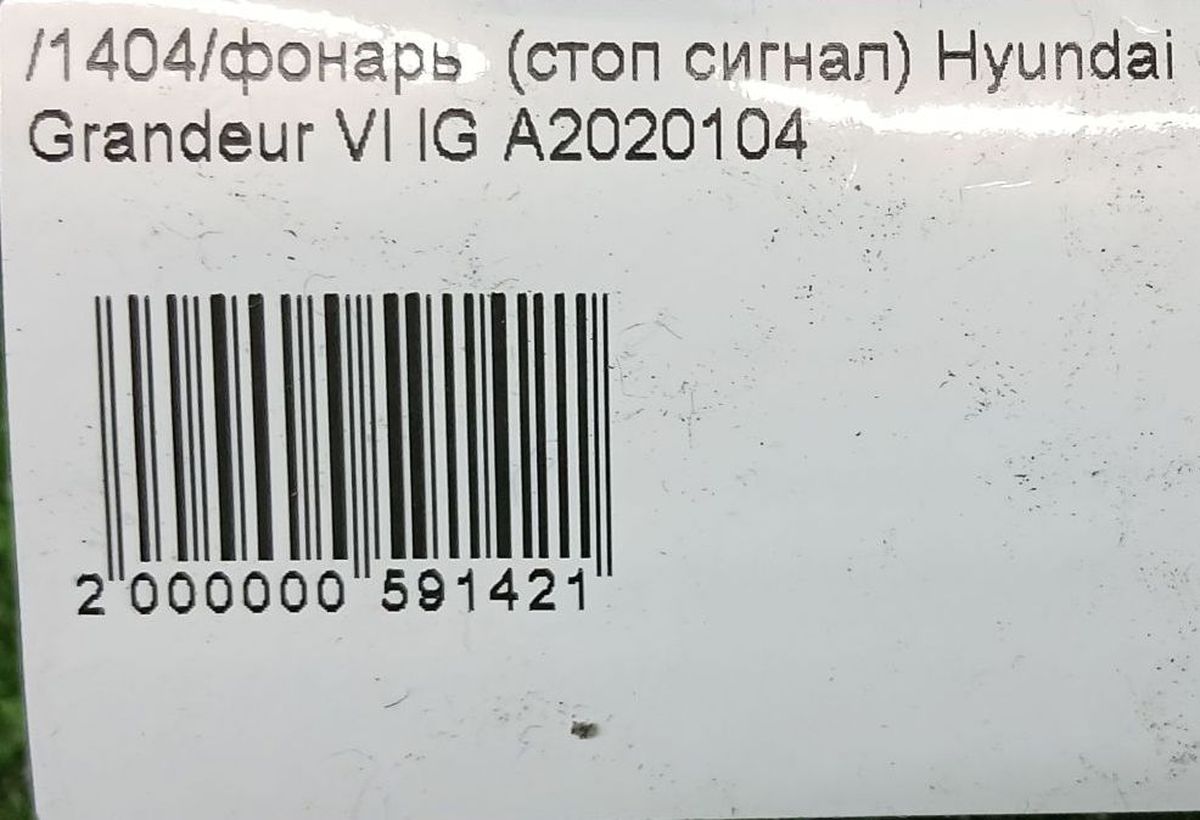 /1404/фонарь (стоп сигнал) Hyundai
Grandeur VI IG A2020104
2 000000 591421